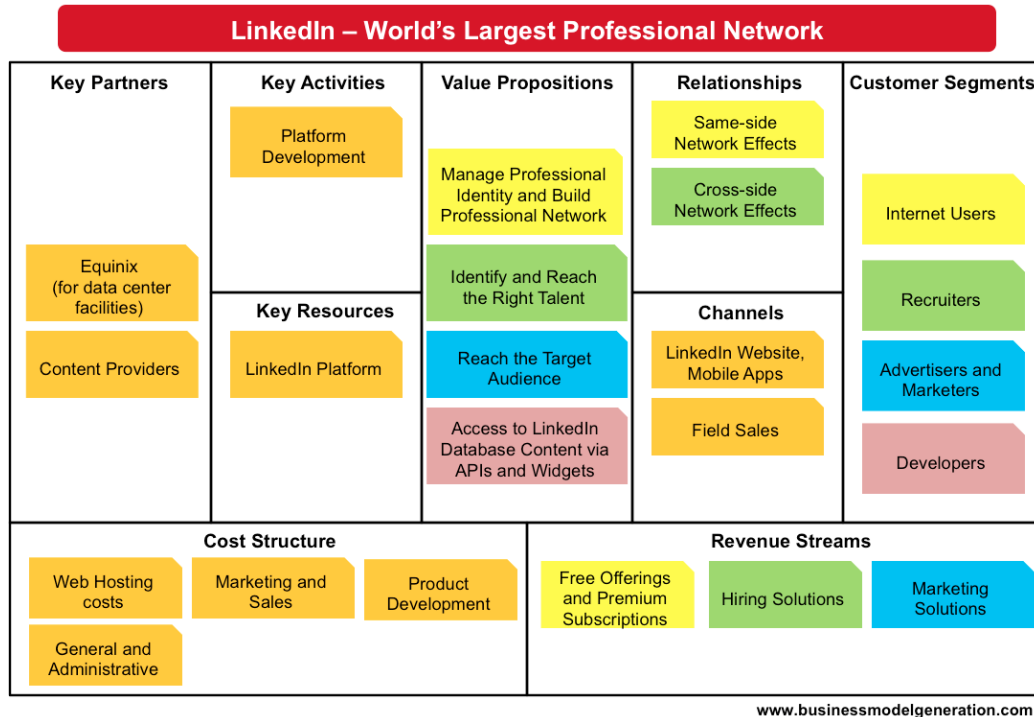 LinkedIn – World's Largest Professional Network
Key Partners
Equinix
(for data center
facilities)
Content Providers
Key Activities
Platform
Development
Key Resources
LinkedIn Platform
Value Propositions
Manage Professional
Identity and Build
Professional Network
Identify and Reach
the Right Talent
Reach the Target
Audience
Access to LinkedIn
Database Content via
APIs and Widgets
Relationships
Same-side
Network Effects
Cross-side
Network Effects
Channels
LinkedIn Website,
Mobile Apps
Field Sales
Customer Segments
Internet Users
Recruiters
Advertisers and
Marketers
Developers
Cost Structure
Web Hosting
costs
Marketing and
Sales
Product
Development
General and
Administrative
Revenue Streams
Free Offerings
and Premium
Subscriptions
Hiring Solutions
Marketing
Solutions
www.businessmodelgeneration.com